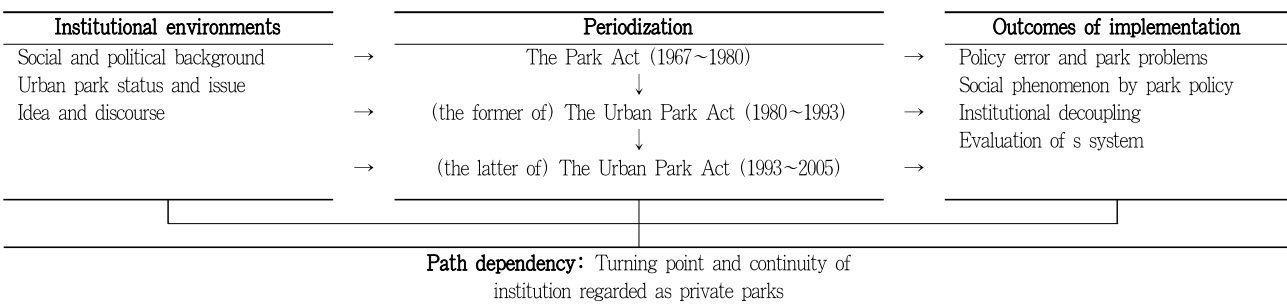 Institutional environments
Social and political background
Urban park status and issue
Idea and discourse
→
→
→
Periodization
The Park Act (1967~1980)
↓
(the former of) The Urban Park Act (1980~1993)
↓
(the latter of) The Urban Park Act (1993~2005)
→
→
→
Outcomes of implementation
Policy error and park problems
Social phenomenon by park policy
Institutional decoupling
Evaluation of s system
Path dependency: Turning point and continuity of
institution regarded as private parks